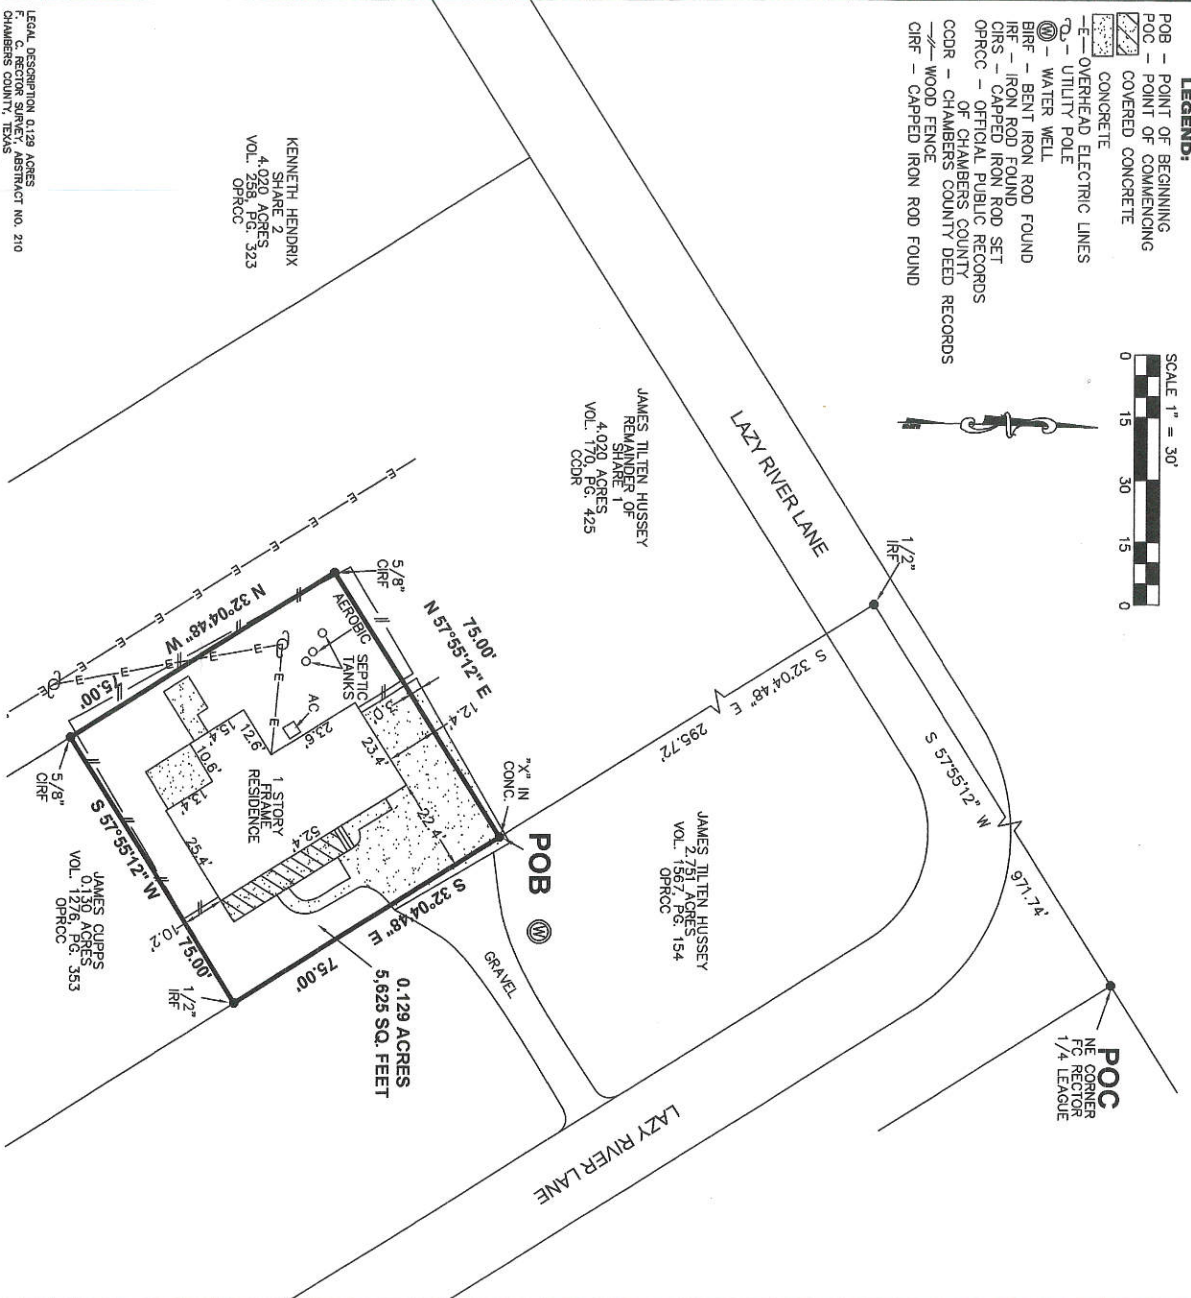 LEGEND:
POB - POINT OF BEGINNING
POC - POINT OF COMMENCING
COVERED CONCRETE
CONCRETE
-E- OVERHEAD ELECTRIC LINES
- UTILITY POLE
W - WATER WELL
BIRF - BENT IRON ROD FOUND
IRF - IRON ROD FOUND
CIRS - CAPPED IRON ROD SET
OPRCC - OFFICIAL PUBLIC RECORDS
OF CHAMBERS COUNTY
CCDR - CHAMBERS COUNTY DEED RECORDS
-//- WOOD FENCE
CIRF - CAPPED IRON ROD FOUND
SCALE 1" = 30'
0 15 30 15 0
LAZY RIVER LANE
1/2"
IRF
S 57°55'12" W
971.74'
POC
NE CORNER
FC RECTOR
1/4 LEAGUE
S 32°04'48" E
295.72'
JAMES TILTEN HUSSEY
REMAINDER OF
SHARE 1
4.020 ACRES
VOL. 170, PG. 425
CCDR
JAMES TILTEN HUSSEY
2.751 ACRES
VOL. 1567, PG. 154
OPRCC
KENNETH HENDRIX
SHARE 2
4.020 ACRES
VOL. 258, PG. 323
OPRCC
"X" IN
CONC.
POB
W
GRAVEL
LAZY RIVER LANE
75.00'
N 57°55'12" E
5/8"
CIRF
AEROBIC
SEPTIC
TANKS
AC
3.0'
12.4'
23.4'
23.6'
22.4'
12.6'
15.4'
10.6'
13.4'
25.4'
52.4'
10.2'
1 STORY
FRAME
RESIDENCE
N 32°04'48" W
75.00'
E
E
E
E
E
E
E
E
E
E
E
E
E
E
S 32°04'48" E
75.00'
0.129 ACRES
5,625 SQ. FEET
5/8"
CIRF
S 57°55'12" W
75.00'
1/2"
IRF
JAMES CUPPS
0.130 ACRES
VOL. 1276, PG. 353
OPRCC
LEGAL DESCRIPTION 0.129 ACRES
F. C. RECTOR SURVEY, ABSTRACT NO. 210
CHAMBERS COUNTY, TEXAS